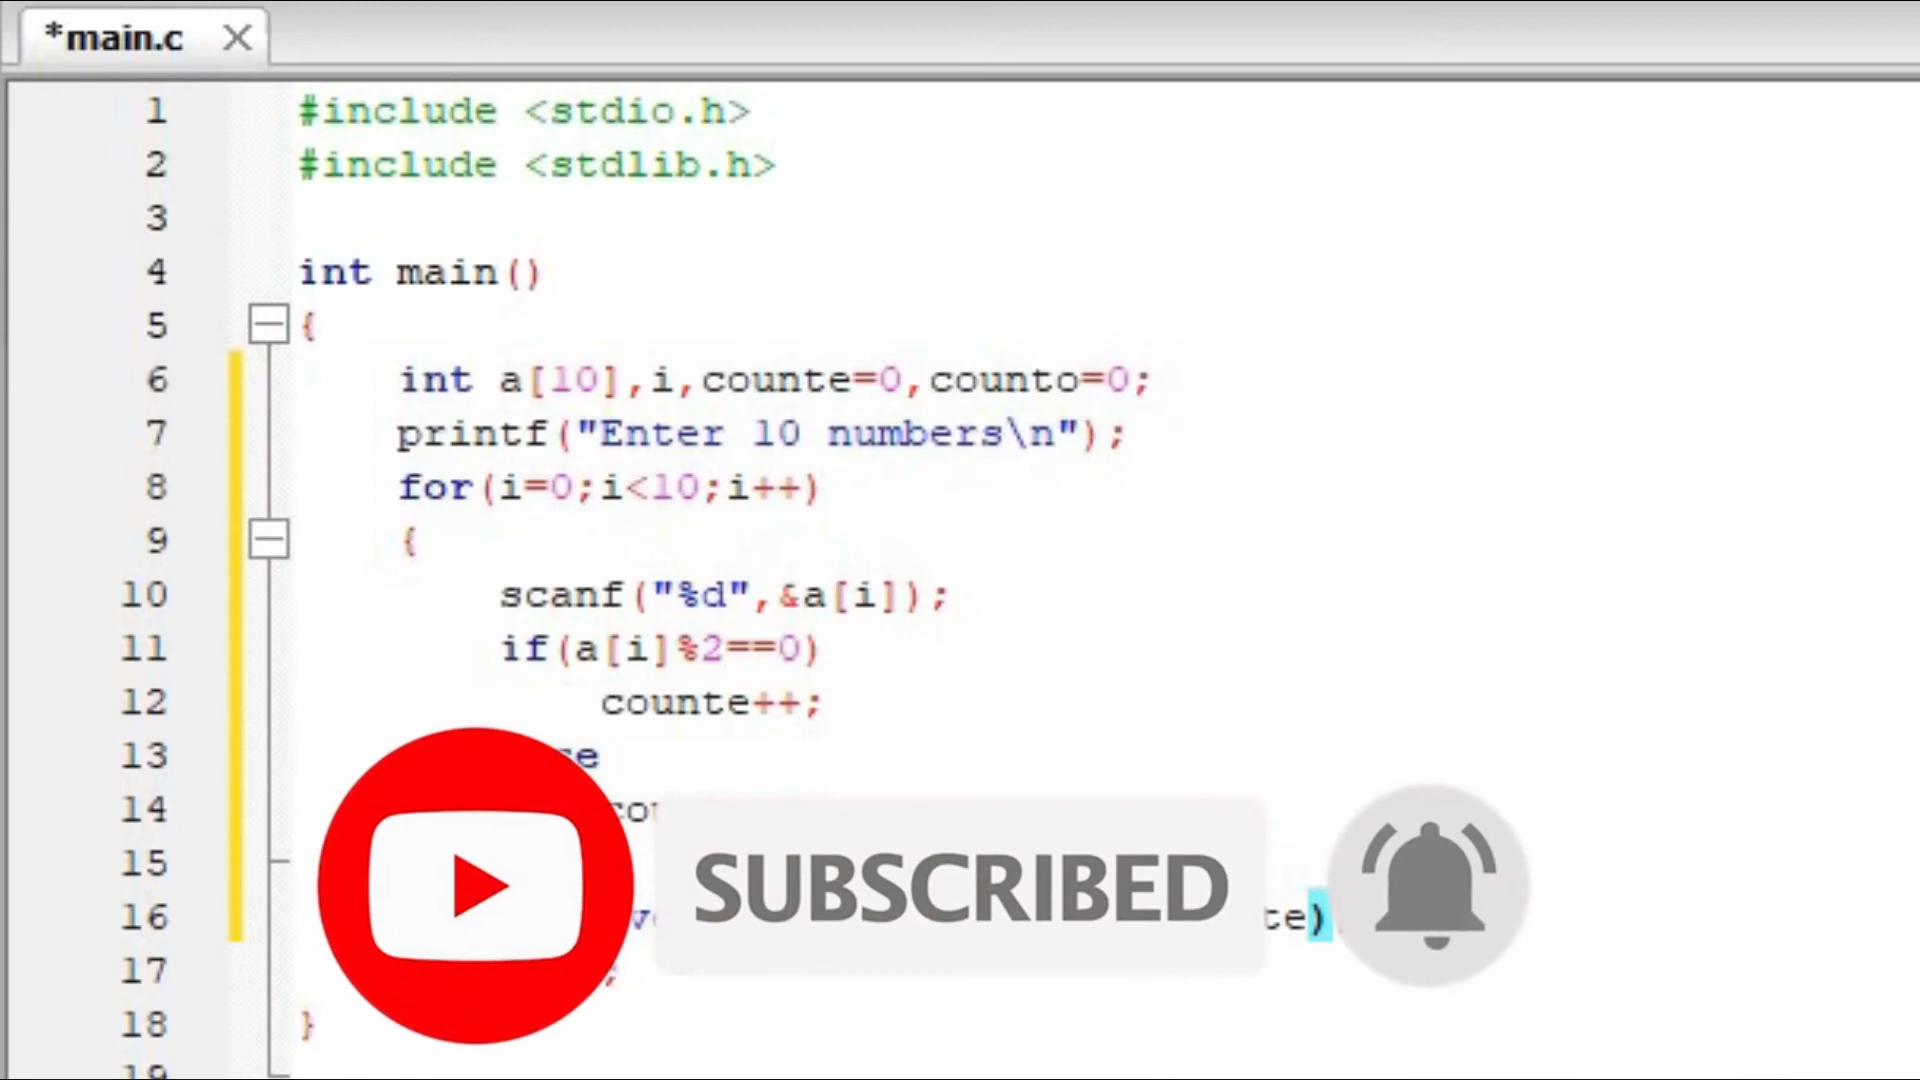 *main.c
1 #include <stdio.h>
2 #include <stdlib.h>
3
4 int main()
5 {
6 int a[10],i,counte=0,counto=0;
7 printf("Enter 10 numbers\n");
8 for(i=0;i<10;i++)
9 {
10 scanf("%d",&a[i]);
11 if(a[i]%2==0)
12 counte++;
13
14
15
SUBSCRIBED
16 )
17 ;
18 }
19